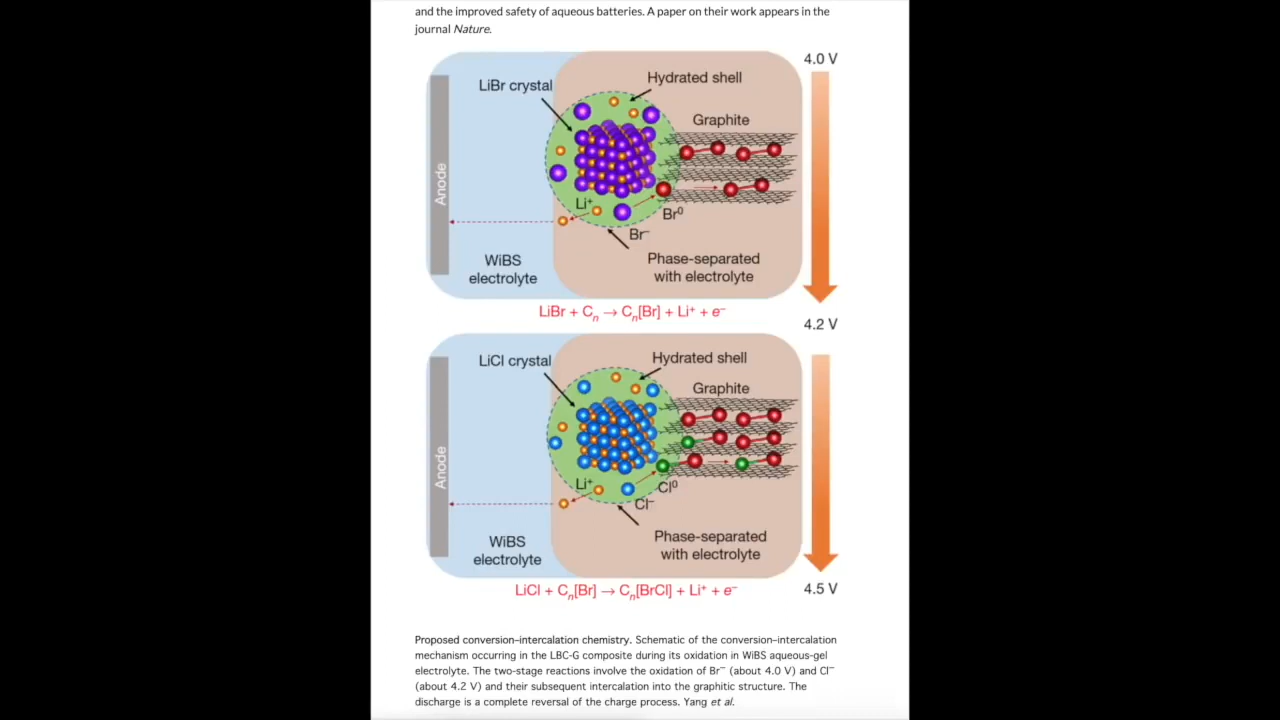 and the improved safety of aqueous batteries. A paper on their work appears in the
journal Nature.
4.0 V
LiBr crystal
Hydrated shell
Graphite
Anode
Li⁺
Br⁰
Br⁻
WiBS
electrolyte
Phase-separated
with electrolyte
LiBr + Cₙ → Cₙ[Br] + Li⁺ + e⁻
4.2 V
LiCl crystal
Hydrated shell
Graphite
Anode
Li⁺
Cl⁰
Cl⁻
WiBS
electrolyte
Phase-separated
with electrolyte
LiCl + Cₙ[Br] → Cₙ[BrCl] + Li⁺ + e⁻
4.5 V
Proposed conversion–intercalation chemistry. Schematic of the conversion–intercalation
mechanism occurring in the LBC-G composite during its oxidation in WiBS aqueous-gel
electrolyte. The two-stage reactions involve the oxidation of Br⁻ (about 4.0 V) and Cl⁻
(about 4.2 V) and their subsequent intercalation into the graphitic structure. The
discharge is a complete reversal of the charge process. Yang et al.